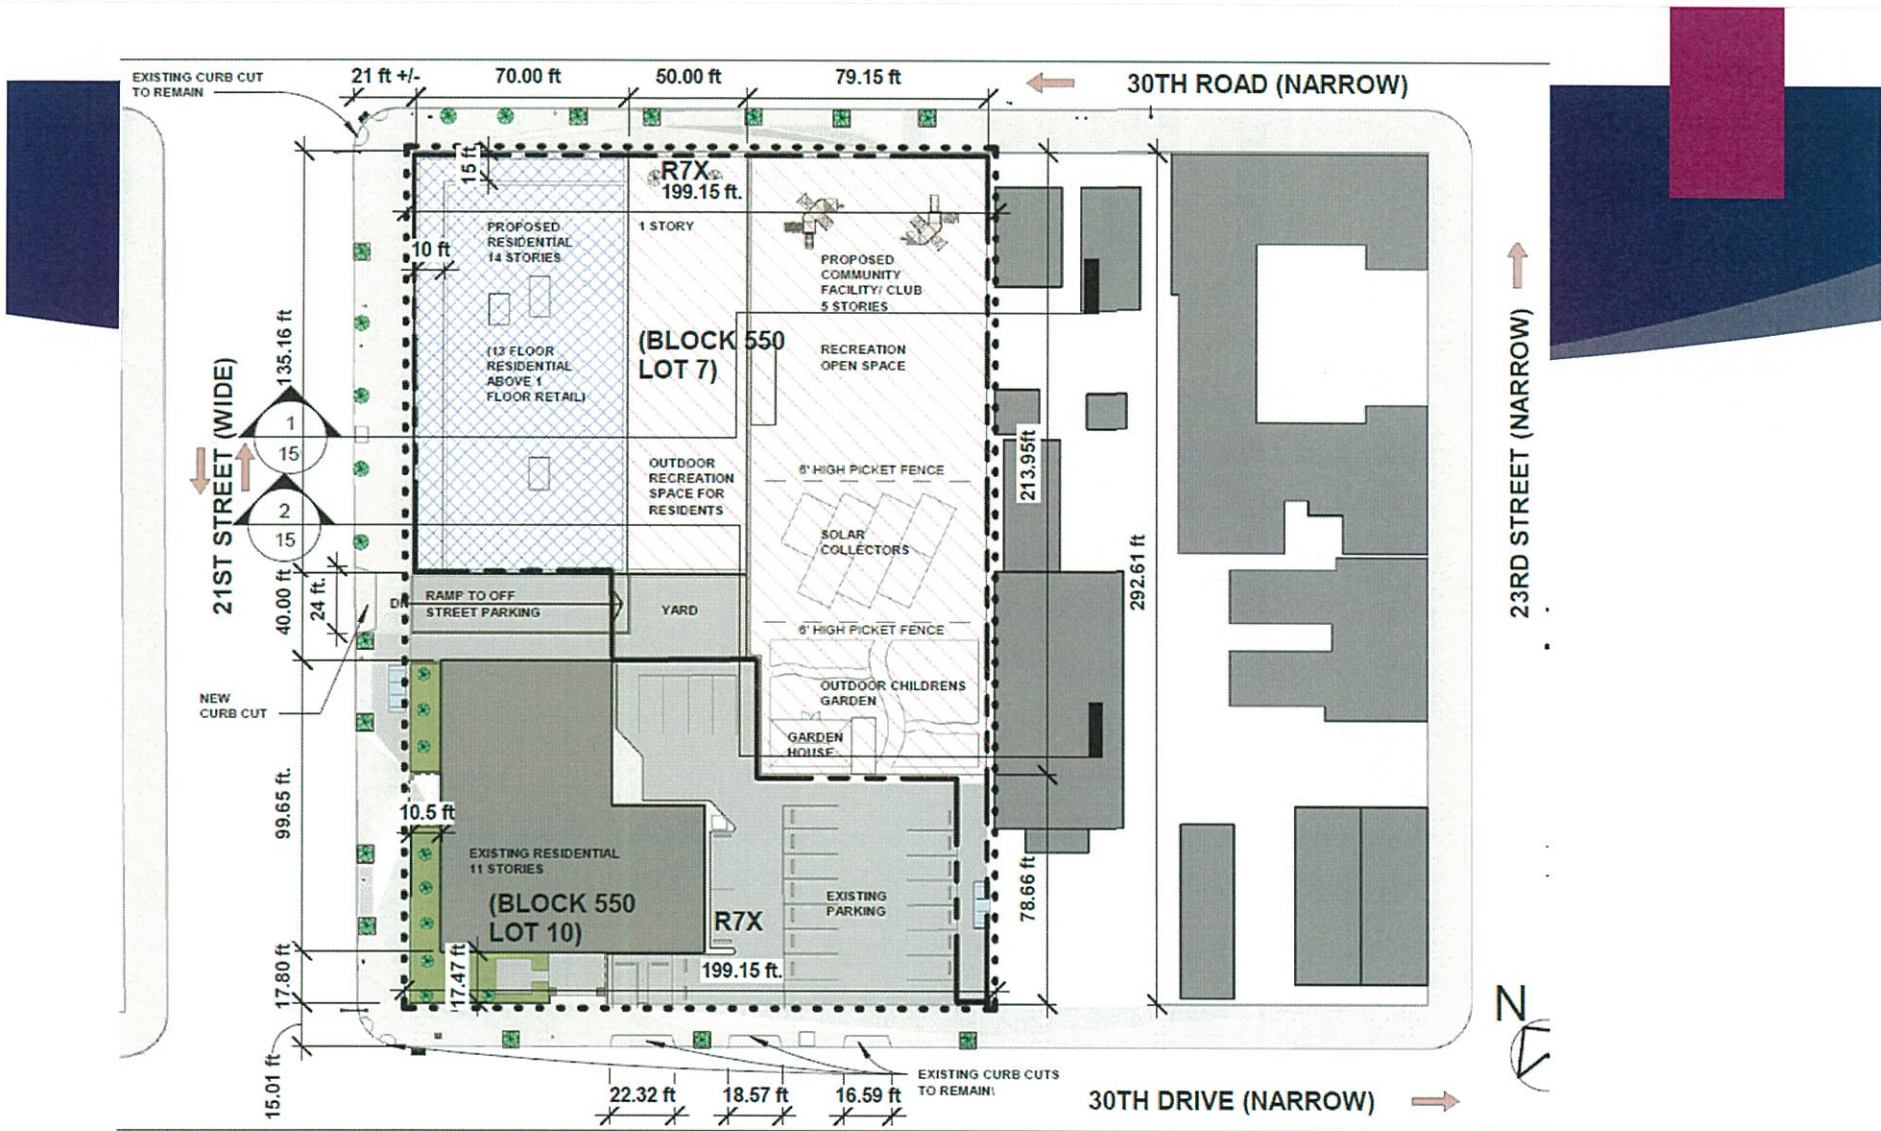 EXISTING CURB CUT
TO REMAIN
21 ft +/-
70.00 ft
50.00 ft
79.15 ft
30TH ROAD (NARROW)
15 ft
R7X
199.15 ft.
PROPOSED
RESIDENTIAL
14 STORIES
1 STORY
10 ft
PROPOSED
COMMUNITY
FACILITY/ CLUB
5 STORIES
135.16 ft
(BLOCK 550
LOT 7)
(13 FLOOR
RESIDENTIAL
ABOVE 1
FLOOR RETAIL)
RECREATION
OPEN SPACE
21ST STREET (WIDE)
23RD STREET (NARROW)
1
15
2
15
OUTDOOR
RECREATION
SPACE FOR
RESIDENTS
6' HIGH PICKET FENCE
213.95ft
SOLAR
COLLECTORS
292.61 ft
40.00 ft
24 ft.
RAMP TO OFF
STREET PARKING
YARD
6' HIGH PICKET FENCE
NEW
CURB CUT
OUTDOOR CHILDRENS
GARDEN
GARDEN
HOUSE
99.65 ft.
10.5 ft
EXISTING RESIDENTIAL
11 STORIES
(BLOCK 550
LOT 10)
R7X
EXISTING
PARKING
78.66 ft
17.80 ft
17.47 ft
199.15 ft.
N
15.01 ft
22.32 ft
18.57 ft
16.59 ft
EXISTING CURB CUTS
TO REMAIN\
30TH DRIVE (NARROW)